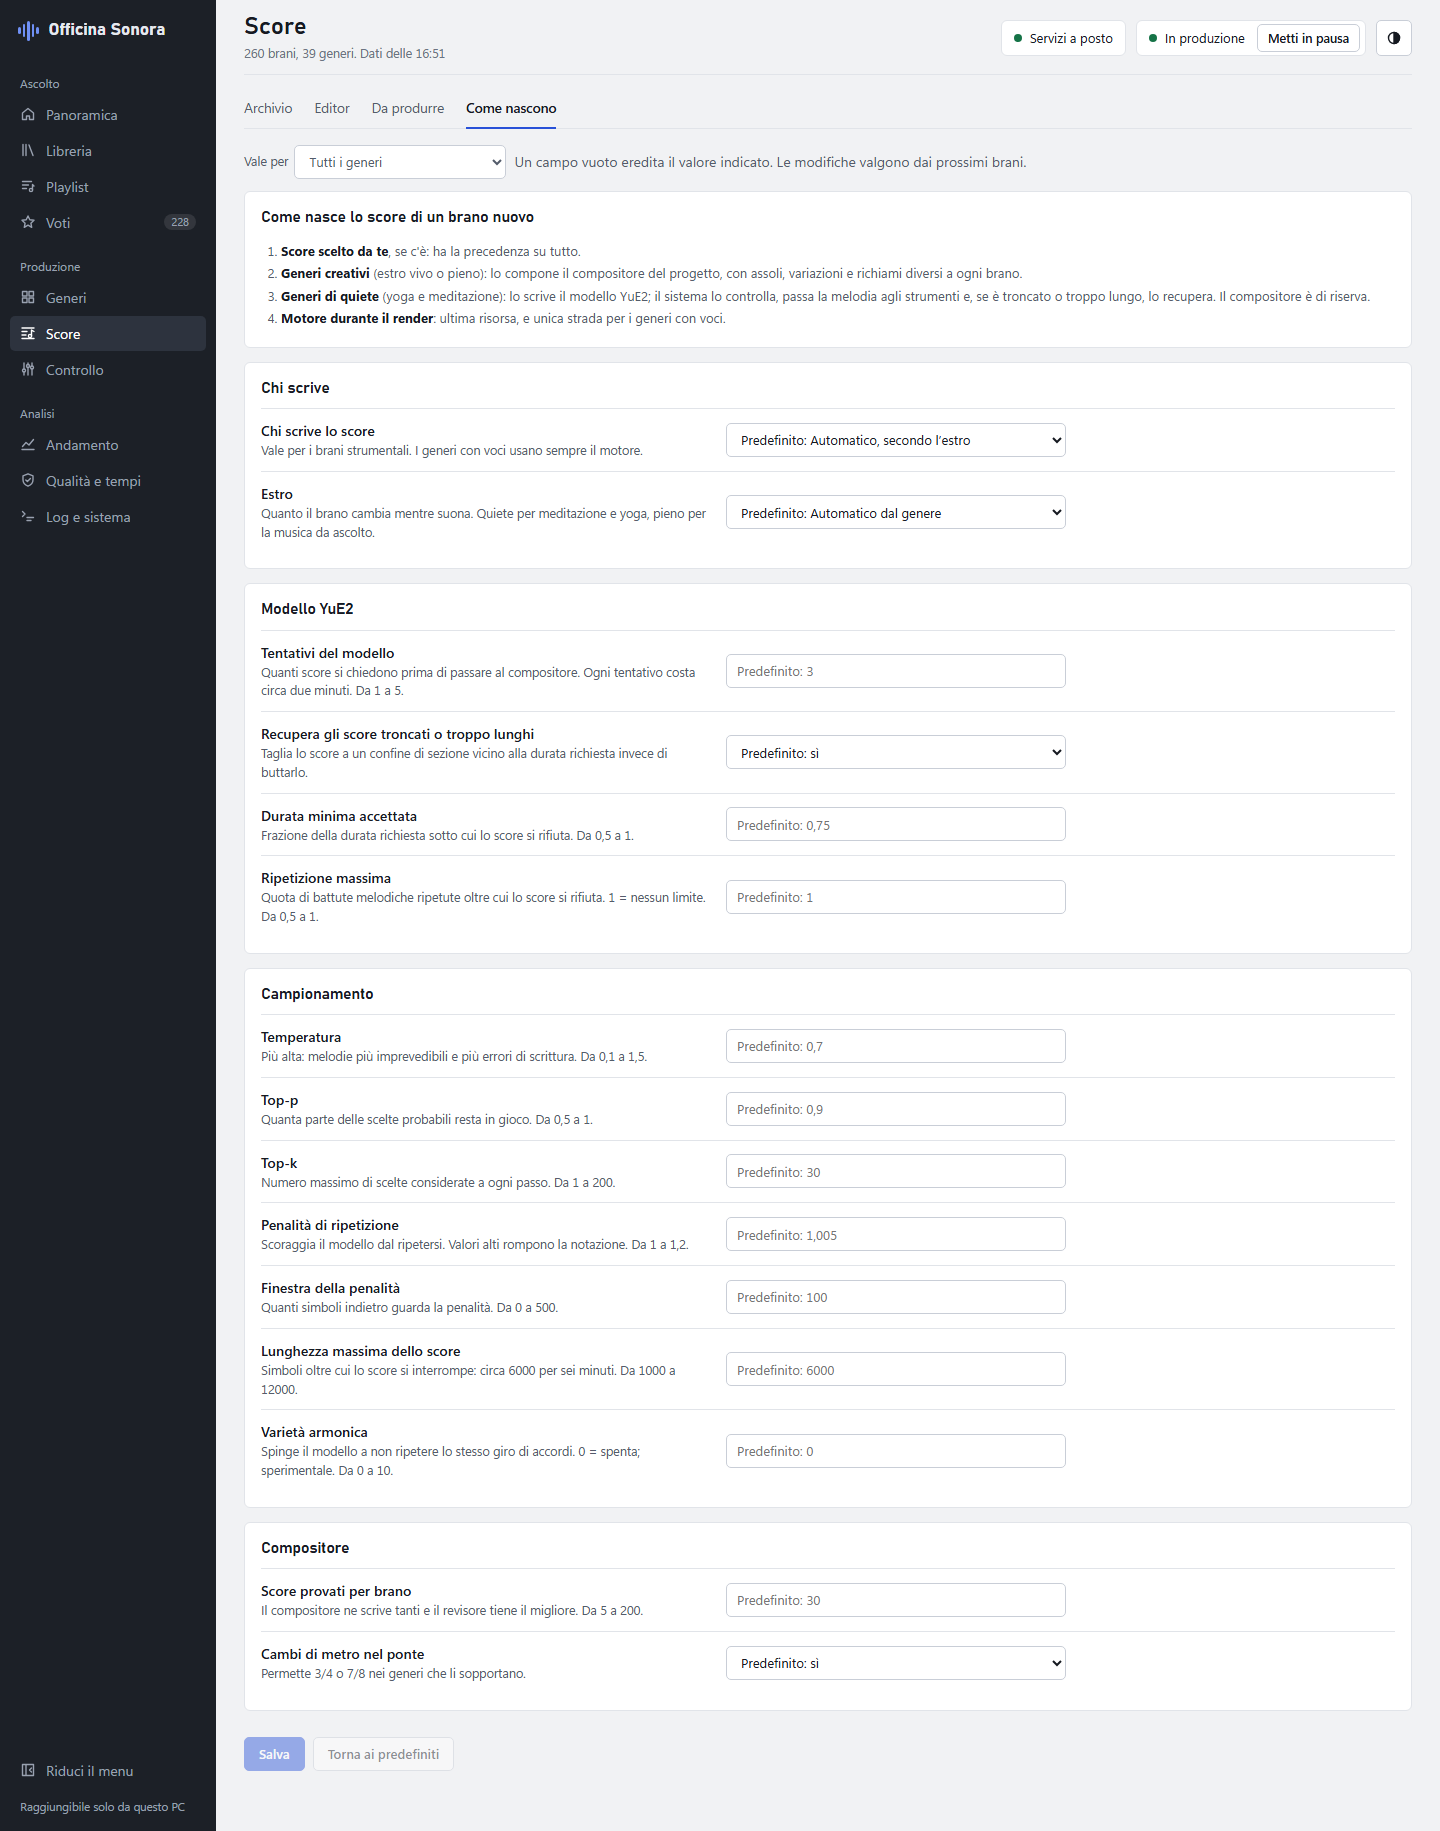 Officina Sonora
Ascolto
Panoramica
Libreria
Playlist
Voti 228
Produzione
Generi
Score
Controllo
Analisi
Andamento
Qualità e tempi
Log e sistema
Riduci il menu
Raggiungibile solo da questo PC
Score
260 brani, 39 generi. Dati delle 16:51
Servizi a posto
In produzione Metti in pausa
Archivio Editor Da produrre Come nascono
Vale per Tutti i generi Un campo vuoto eredita il valore indicato. Le modifiche valgono dai prossimi brani.
Come nasce lo score di un brano nuovo
1. Score scelto da te, se c'è: ha la precedenza su tutto.
2. Generi creativi (estro vivo o pieno): lo compone il compositore del progetto, con assoli, variazioni e richiami diversi a ogni brano.
3. Generi di quiete (yoga e meditazione): lo scrive il modello YuE2; il sistema lo controlla, passa la melodia agli strumenti e, se è troncato o troppo lungo, lo recupera. Il compositore è di riserva.
4. Motore durante il render: ultima risorsa, e unica strada per i generi con voci.
Chi scrive
Chi scrive lo score
Vale per i brani strumentali. I generi con voci usano sempre il motore.
Predefinito: Automatico, secondo l’estro
Estro
Quanto il brano cambia mentre suona. Quiete per meditazione e yoga, pieno per
la musica da ascolto.
Predefinito: Automatico dal genere
Modello YuE2
Tentativi del modello
Quanti score si chiedono prima di passare al compositore. Ogni tentativo costa
circa due minuti. Da 1 a 5.
Predefinito: 3
Recupera gli score troncati o troppo lunghi
Taglia lo score a un confine di sezione vicino alla durata richiesta invece di
buttarlo.
Predefinito: sì
Durata minima accettata
Frazione della durata richiesta sotto cui lo score si rifiuta. Da 0,5 a 1.
Predefinito: 0,75
Ripetizione massima
Quota di battute melodiche ripetute oltre cui lo score si rifiuta. 1 = nessun limite.
Da 0,5 a 1.
Predefinito: 1
Campionamento
Temperatura
Più alta: melodie più imprevedibili e più errori di scrittura. Da 0,1 a 1,5.
Predefinito: 0,7
Top-p
Quanta parte delle scelte probabili resta in gioco. Da 0,5 a 1.
Predefinito: 0,9
Top-k
Numero massimo di scelte considerate a ogni passo. Da 1 a 200.
Predefinito: 30
Penalità di ripetizione
Scoraggia il modello dal ripetersi. Valori alti rompono la notazione. Da 1 a 1,2.
Predefinito: 1,005
Finestra della penalità
Quanti simboli indietro guarda la penalità. Da 0 a 500.
Predefinito: 100
Lunghezza massima dello score
Simboli oltre cui lo score si interrompe: circa 6000 per sei minuti. Da 1000 a
12000.
Predefinito: 6000
Varietà armonica
Spinge il modello a non ripetere lo stesso giro di accordi. 0 = spenta;
sperimentale. Da 0 a 10.
Predefinito: 0
Compositore
Score provati per brano
Il compositore ne scrive tanti e il revisore tiene il migliore. Da 5 a 200.
Predefinito: 30
Cambi di metro nel ponte
Permette 3/4 o 7/8 nei generi che li sopportano.
Predefinito: sì
Salva Torna ai predefiniti